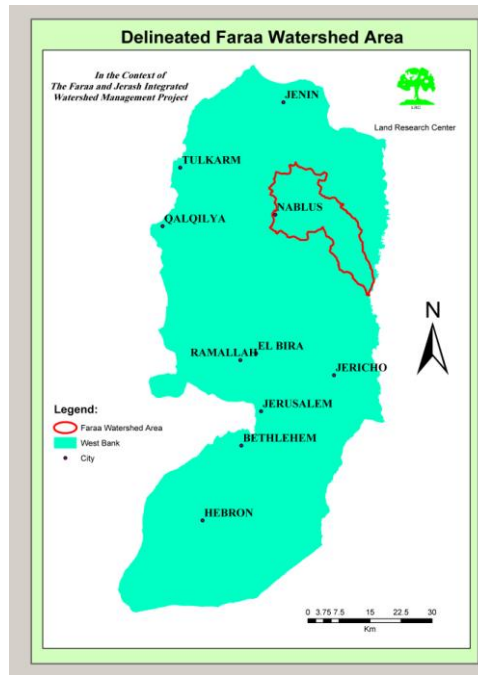 Delineated Faraa Watershed Area
In the Context of
The Faraa and Jerash Integrated
Watershed Management Project
LRC
Land Research Center
JENIN
TULKARM
NABLUS
QALQILYA
N
EL BIRA
RAMALLAH
JERICHO
JERUSALEM
BETHLEHEM
HEBRON
Legend:
Faraa Watershed Area
West Bank
City
0 3.75 7.5 15 22.5 30
Km